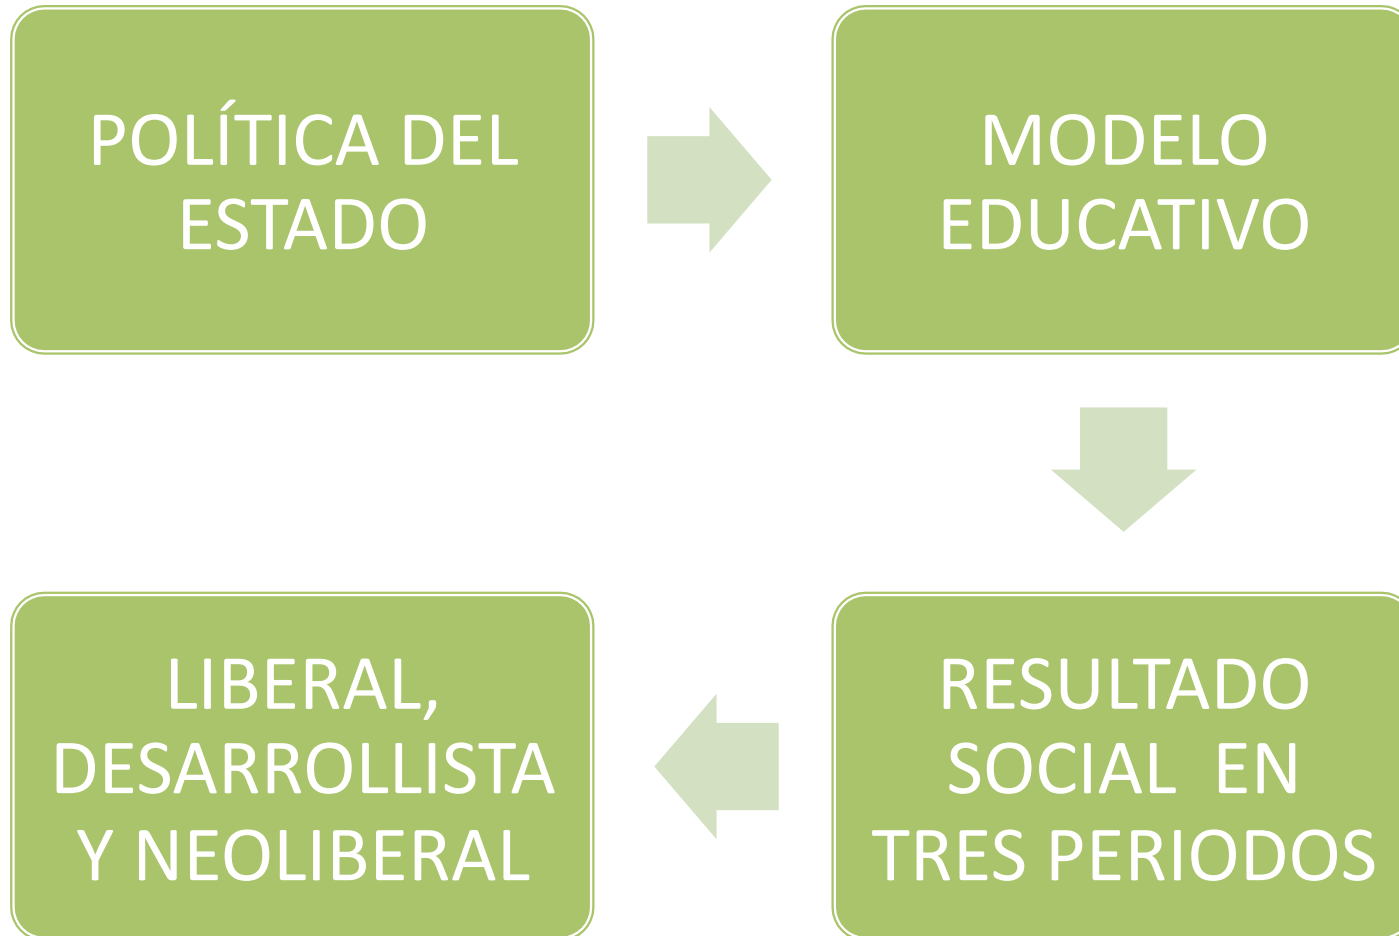 POLÍTICA DEL
ESTADO
MODELO
EDUCATIVO
RESULTADO
SOCIAL  EN
TRES PERIODOS
LIBERAL,
DESARROLLISTA
Y NEOLIBERAL